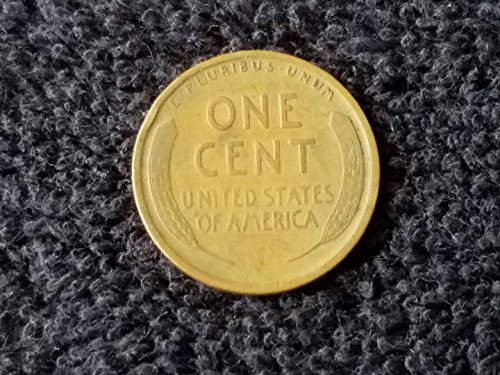 E·PLURIBUS·UNUM
ONE
CENT
UNITED STATES
OF AMERICA